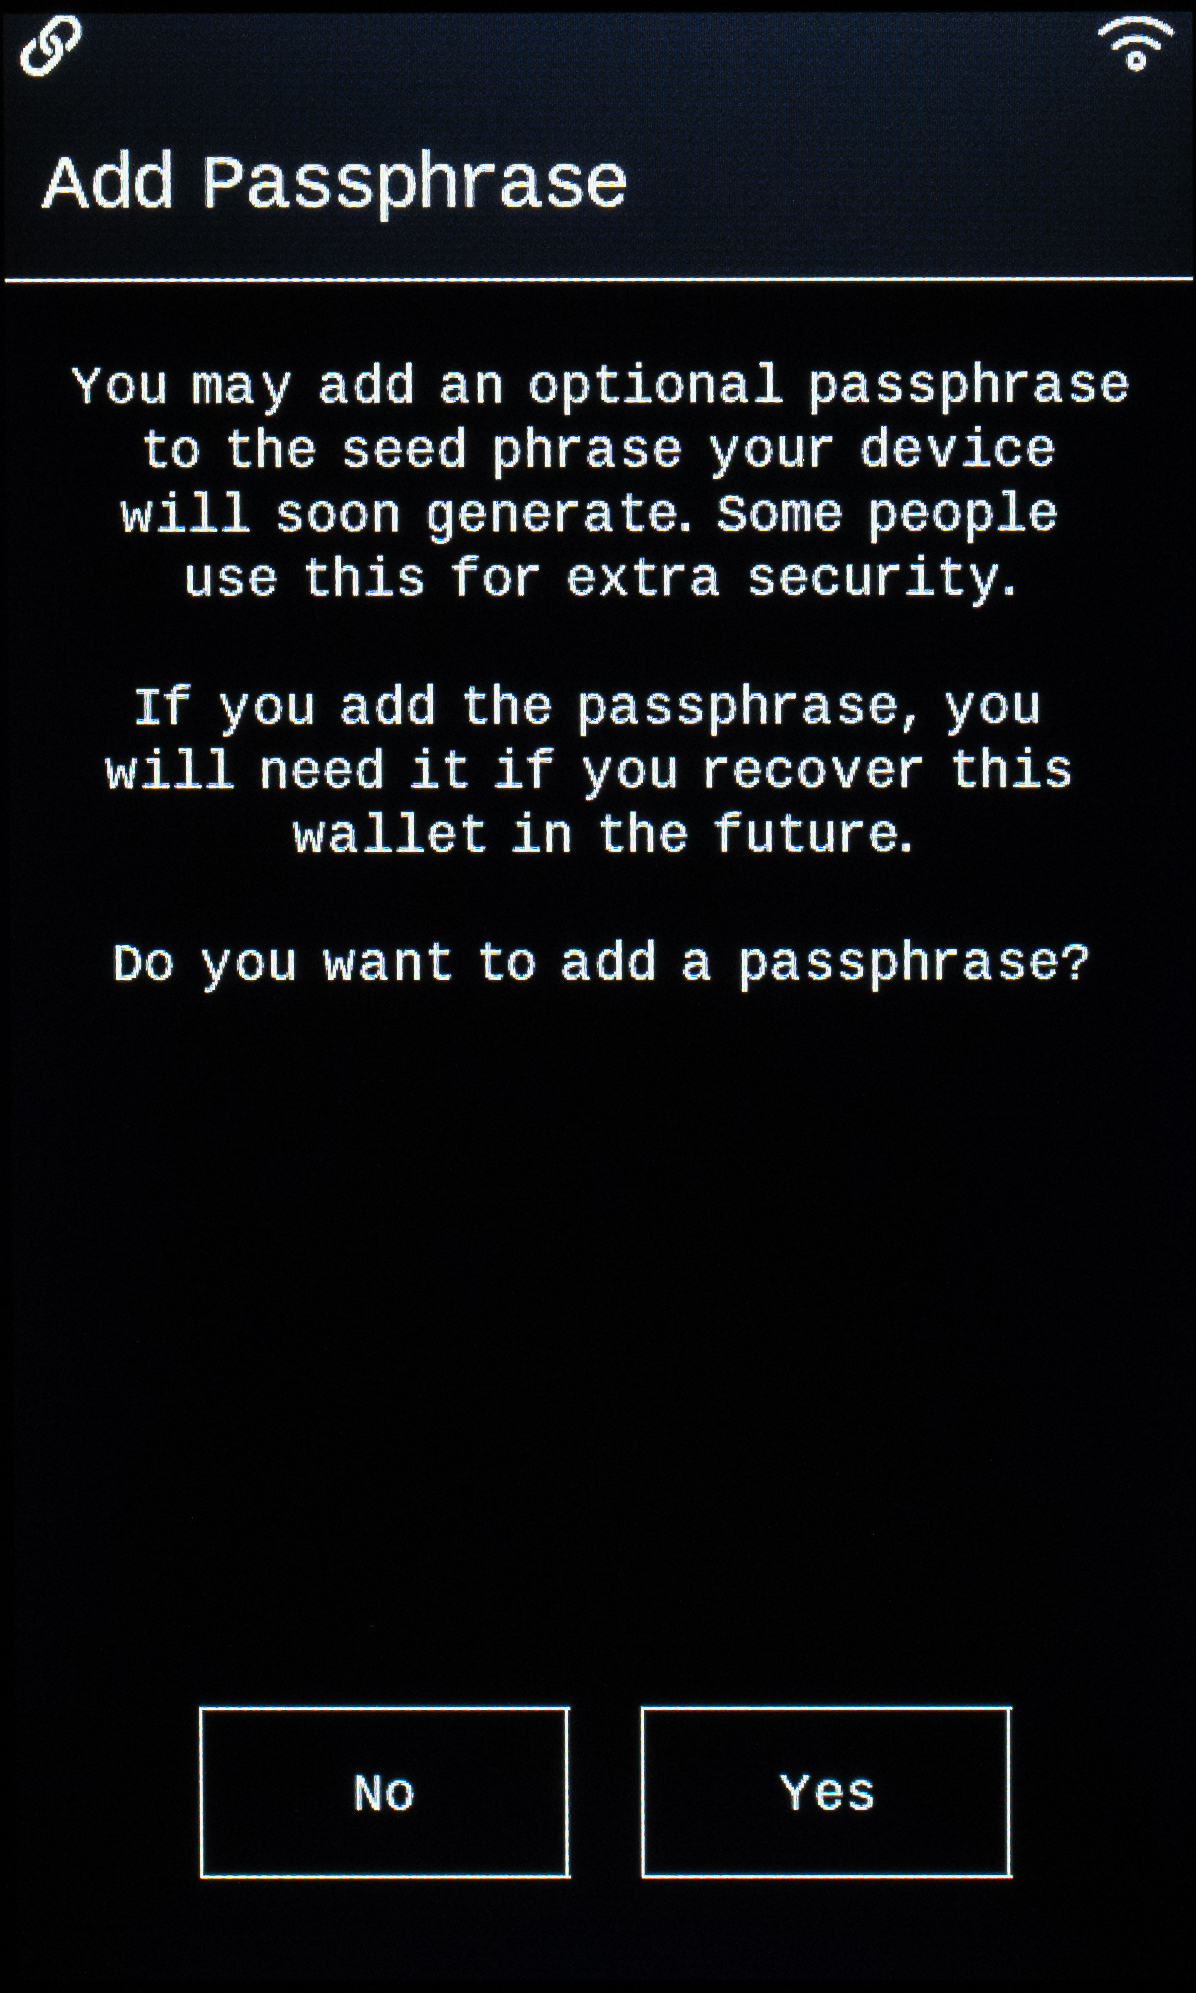 Add Passphrase
You may add an optional passphrase
to the seed phrase your device
will soon generate. Some people
use this for extra security.
If you add the passphrase, you
will need it if you recover this
wallet in the future.
Do you want to add a passphrase?
No
Yes